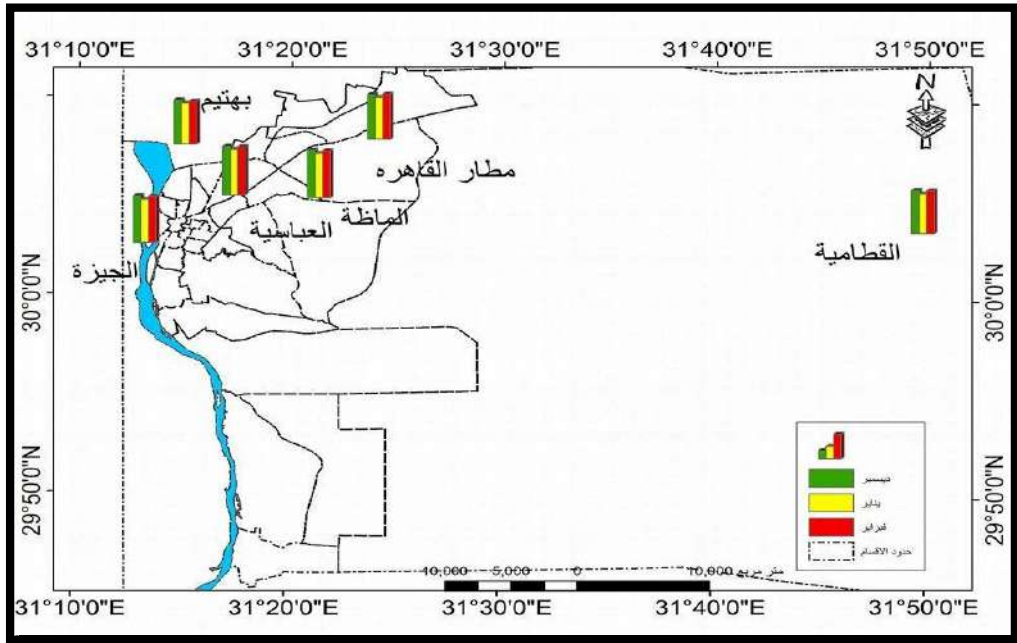 31°10'0"E 31°20'0"E 31°30'0"E 31°40'0"E 31°50'0"E
N
بهتيم
مطار القاهره
الماظة
العباسية
القطامية
الجيزة
30°0'0"N
30°0'0"N
29°50'0"N
29°50'0"N
ديسمبر
يناير
فبراير
حدود الاقسام
10,000 5,000 0 متر مربع
31°10'0"E 31°20'0"E 31°30'0"E 31°40'0"E 31°50'0"E